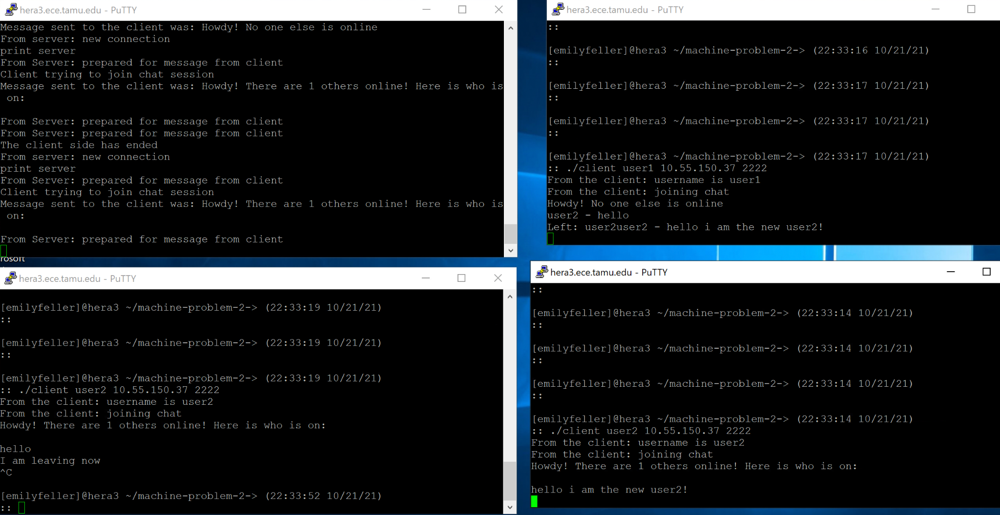 hera3.ece.tamu.edu - PuTTY
Message sent to the client was: Howdy! No one else is online
From server: new connection
print server
From Server: prepared for message from client
Client trying to join chat session
Message sent to the client was: Howdy! There are 1 others online! Here is who is
on:
From Server: prepared for message from client
From Server: prepared for message from client
The client side has ended
From server: new connection
print server
From Server: prepared for message from client
Client trying to join chat session
Message sent to the client was: Howdy! There are 1 others online! Here is who is
on:
From Server: prepared for message from client
rosoft
hera3.ece.tamu.edu - PuTTY
::
[emilyfeller]@hera3 ~/machine-problem-2-> (22:33:16 10/21/21)
::
[emilyfeller]@hera3 ~/machine-problem-2-> (22:33:17 10/21/21)
::
[emilyfeller]@hera3 ~/machine-problem-2-> (22:33:17 10/21/21)
::
[emilyfeller]@hera3 ~/machine-problem-2-> (22:33:17 10/21/21)
:: ./client user1 10.55.150.37 2222
From the client: username is user1
From the client: joining chat
Howdy! No one else is online
user2 - hello
Left: user2user2 - hello i am the new user2!
hera3.ece.tamu.edu - PuTTY
[emilyfeller]@hera3 ~/machine-problem-2-> (22:33:19 10/21/21)
::
[emilyfeller]@hera3 ~/machine-problem-2-> (22:33:19 10/21/21)
::
[emilyfeller]@hera3 ~/machine-problem-2-> (22:33:19 10/21/21)
:: ./client user2 10.55.150.37 2222
From the client: username is user2
From the client: joining chat
Howdy! There are 1 others online! Here is who is on:
hello
I am leaving now
^C
[emilyfeller]@hera3 ~/machine-problem-2-> (22:33:52 10/21/21)
::
hera3.ece.tamu.edu - PuTTY
::
[emilyfeller]@hera3 ~/machine-problem-2-> (22:33:14 10/21/21)
::
[emilyfeller]@hera3 ~/machine-problem-2-> (22:33:14 10/21/21)
::
[emilyfeller]@hera3 ~/machine-problem-2-> (22:33:14 10/21/21)
::
[emilyfeller]@hera3 ~/machine-problem-2-> (22:33:14 10/21/21)
:: ./client user2 10.55.150.37 2222
From the client: username is user2
From the client: joining chat
Howdy! There are 1 others online! Here is who is on:
hello i am the new user2!